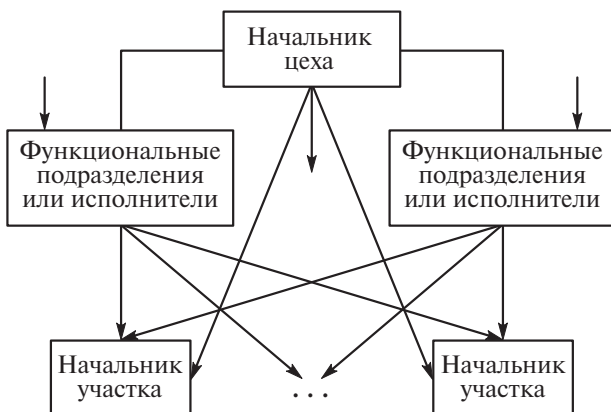 Начальник
цеха
Функциональные
подразделения
или исполнители
Функциональные
подразделения
или исполнители
Начальник
участка
...
Начальник
участка